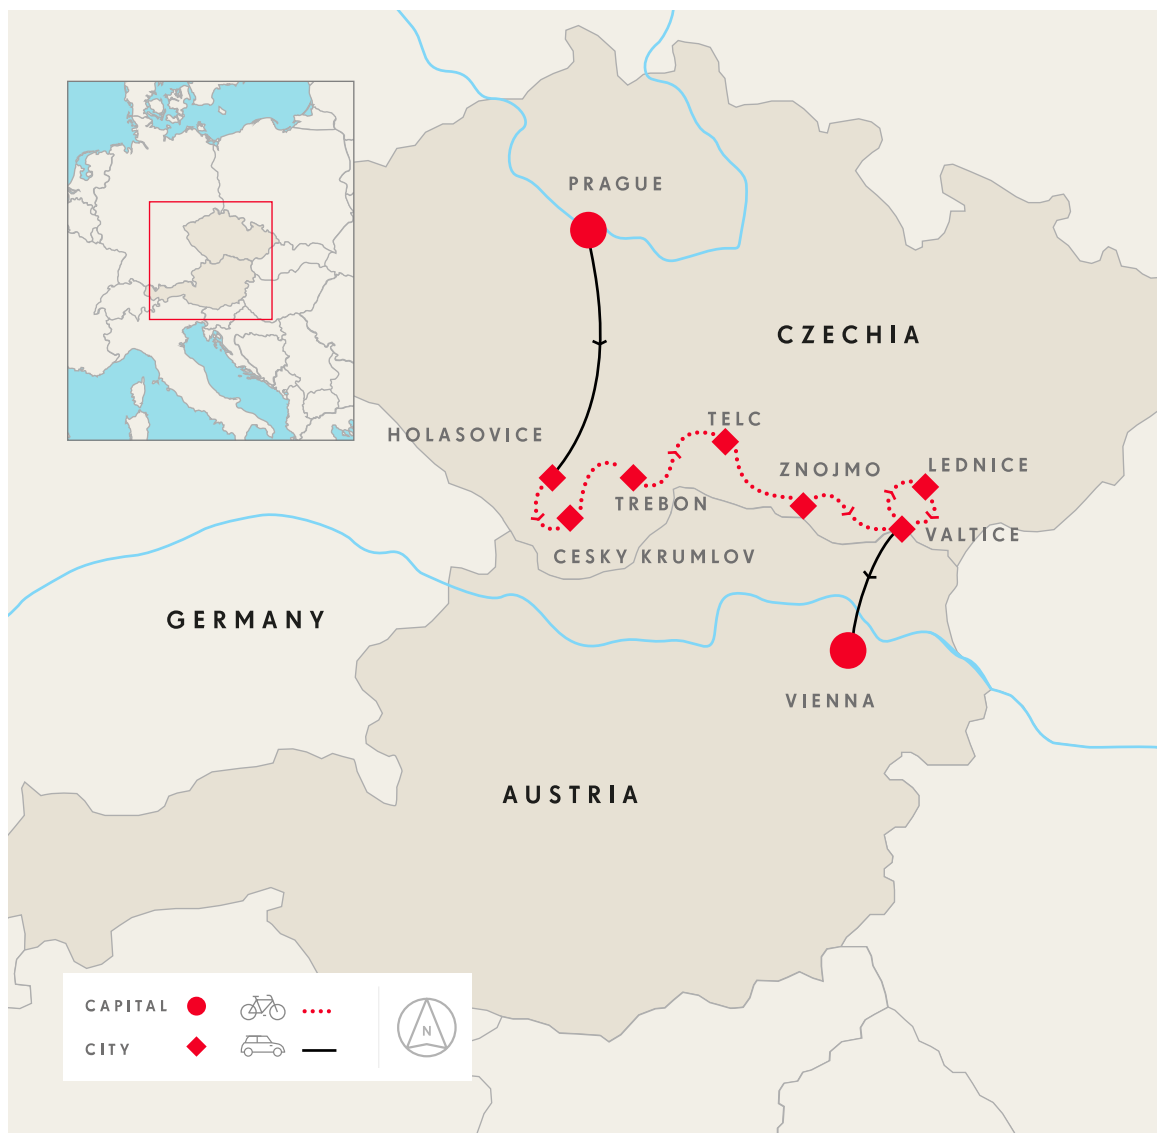 PRAGUE
CZECHIA
TELC
HOLASOVICE
LEDNICE
ZNOJMO
TREBON
VALTICE
CESKY KRUMLOV
GERMANY
VIENNA
AUSTRIA
CAPITAL
CITY
N